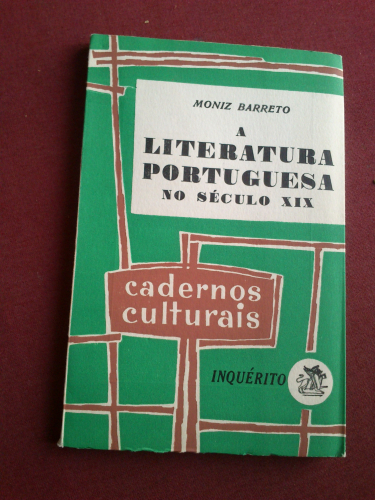 MONIZ BARRETO
A
LITERATURA
PORTUGUESA
NO SÉCULO XIX
cadernos
culturais
INQUÉRITO